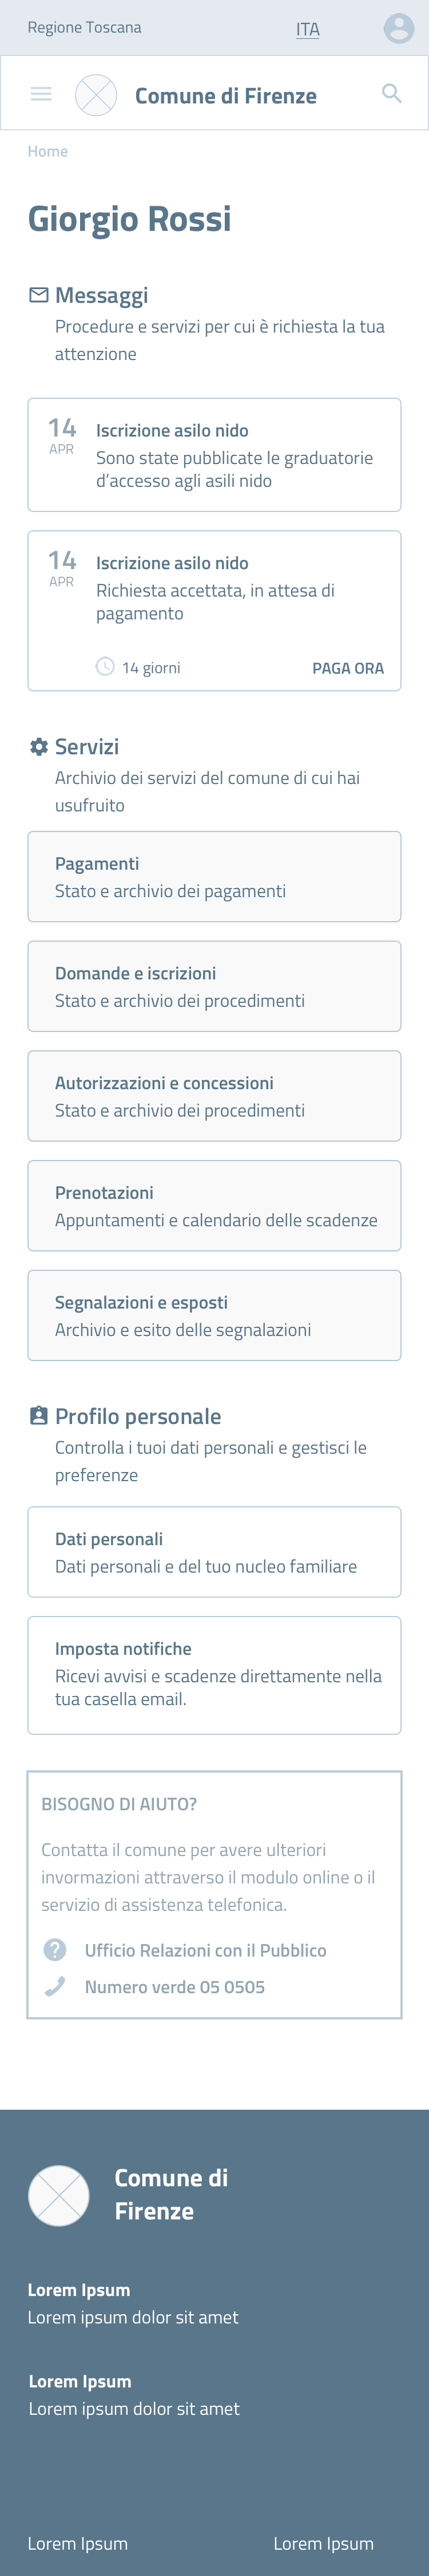 Regione Toscana
ITA
Comune di Firenze
Home
Giorgio Rossi
Messaggi
Procedure e servizi per cui è richiesta la tua
attenzione
14
APR
Iscrizione asilo nido
Sono state pubblicate le graduatorie
d’accesso agli asili nido
14
APR
Iscrizione asilo nido
Richiesta accettata, in attesa di
pagamento
14 giorni
PAGA ORA
Servizi
Archivio dei servizi del comune di cui hai
usufruito
Pagamenti
Stato e archivio dei pagamenti
Domande e iscrizioni
Stato e archivio dei procedimenti
Autorizzazioni e concessioni
Stato e archivio dei procedimenti
Prenotazioni
Appuntamenti e calendario delle scadenze
Segnalazioni e esposti
Archivio e esito delle segnalazioni
Profilo personale
Controlla i tuoi dati personali e gestisci le
preferenze
Dati personali
Dati personali e del tuo nucleo familiare
Imposta notifiche
Ricevi avvisi e scadenze direttamente nella
tua casella email.
BISOGNO DI AIUTO?
Contatta il comune per avere ulteriori
invormazioni attraverso il modulo online o il
servizio di assistenza telefonica.
Ufficio Relazioni con il Pubblico
Numero verde 05 0505
Comune di
Firenze
Lorem Ipsum
Lorem ipsum dolor sit amet
Lorem Ipsum
Lorem ipsum dolor sit amet
Lorem Ipsum
Lorem Ipsum